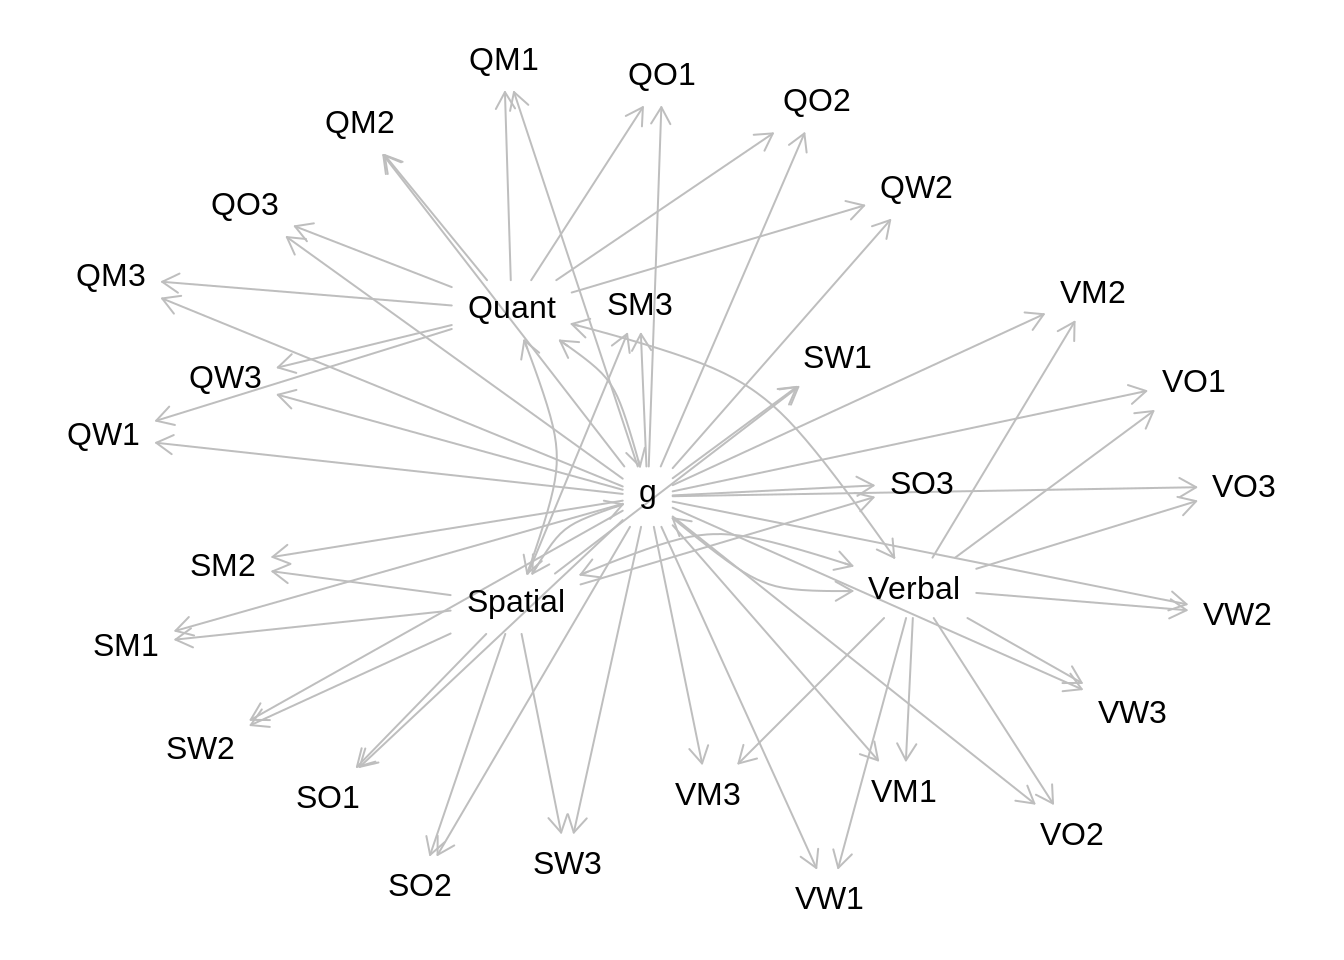 QM1
QO1
QO2
QM2
QW2
QO3
QM3
VM2
Quant
SM3
SW1
QW3
VO1
QW1
g
SO3
VO3
SM2
Spatial
Verbal
VW2
SM1
VW3
SW2
SO1
VM3
VM1
VO2
SW3
SO2
VW1